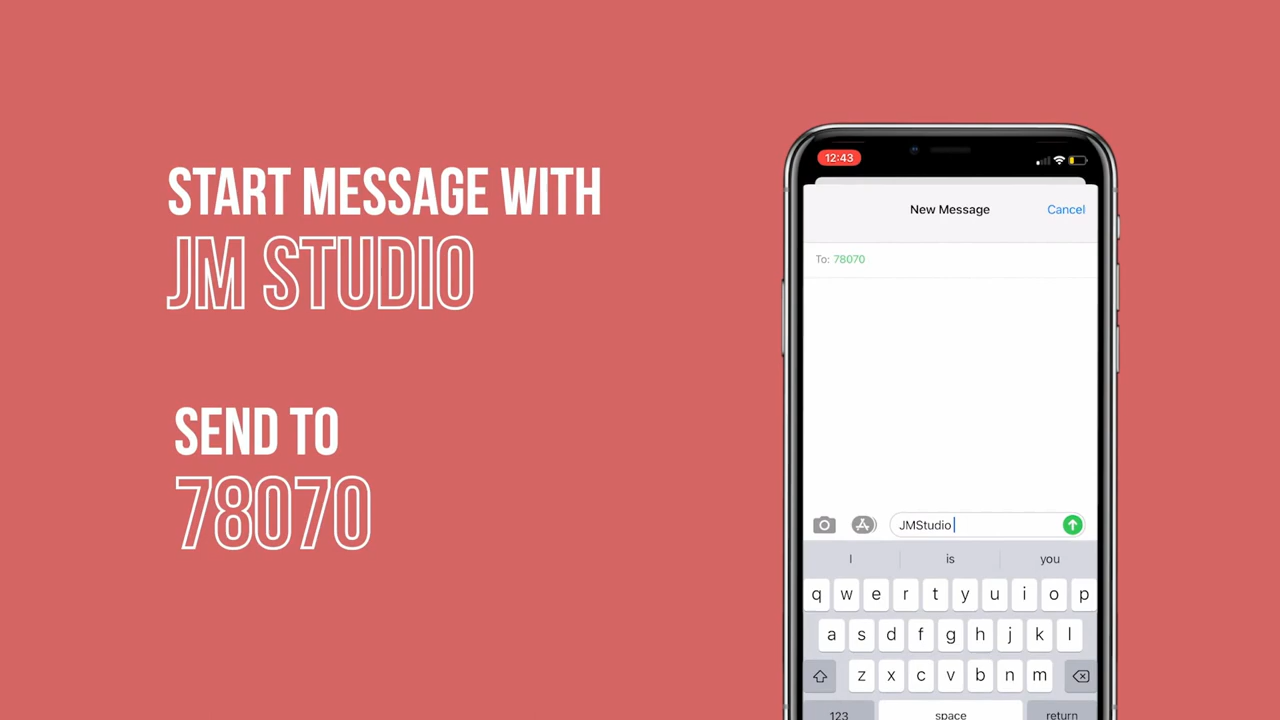 START MESSAGE WITH
JM STUDIO
SEND TO
78070
12:43
New Message
Cancel
To: 78070
JMStudio
I is you
q w e r t y u i o p
a s d f g h j k l
z x c v b n m
123 space return